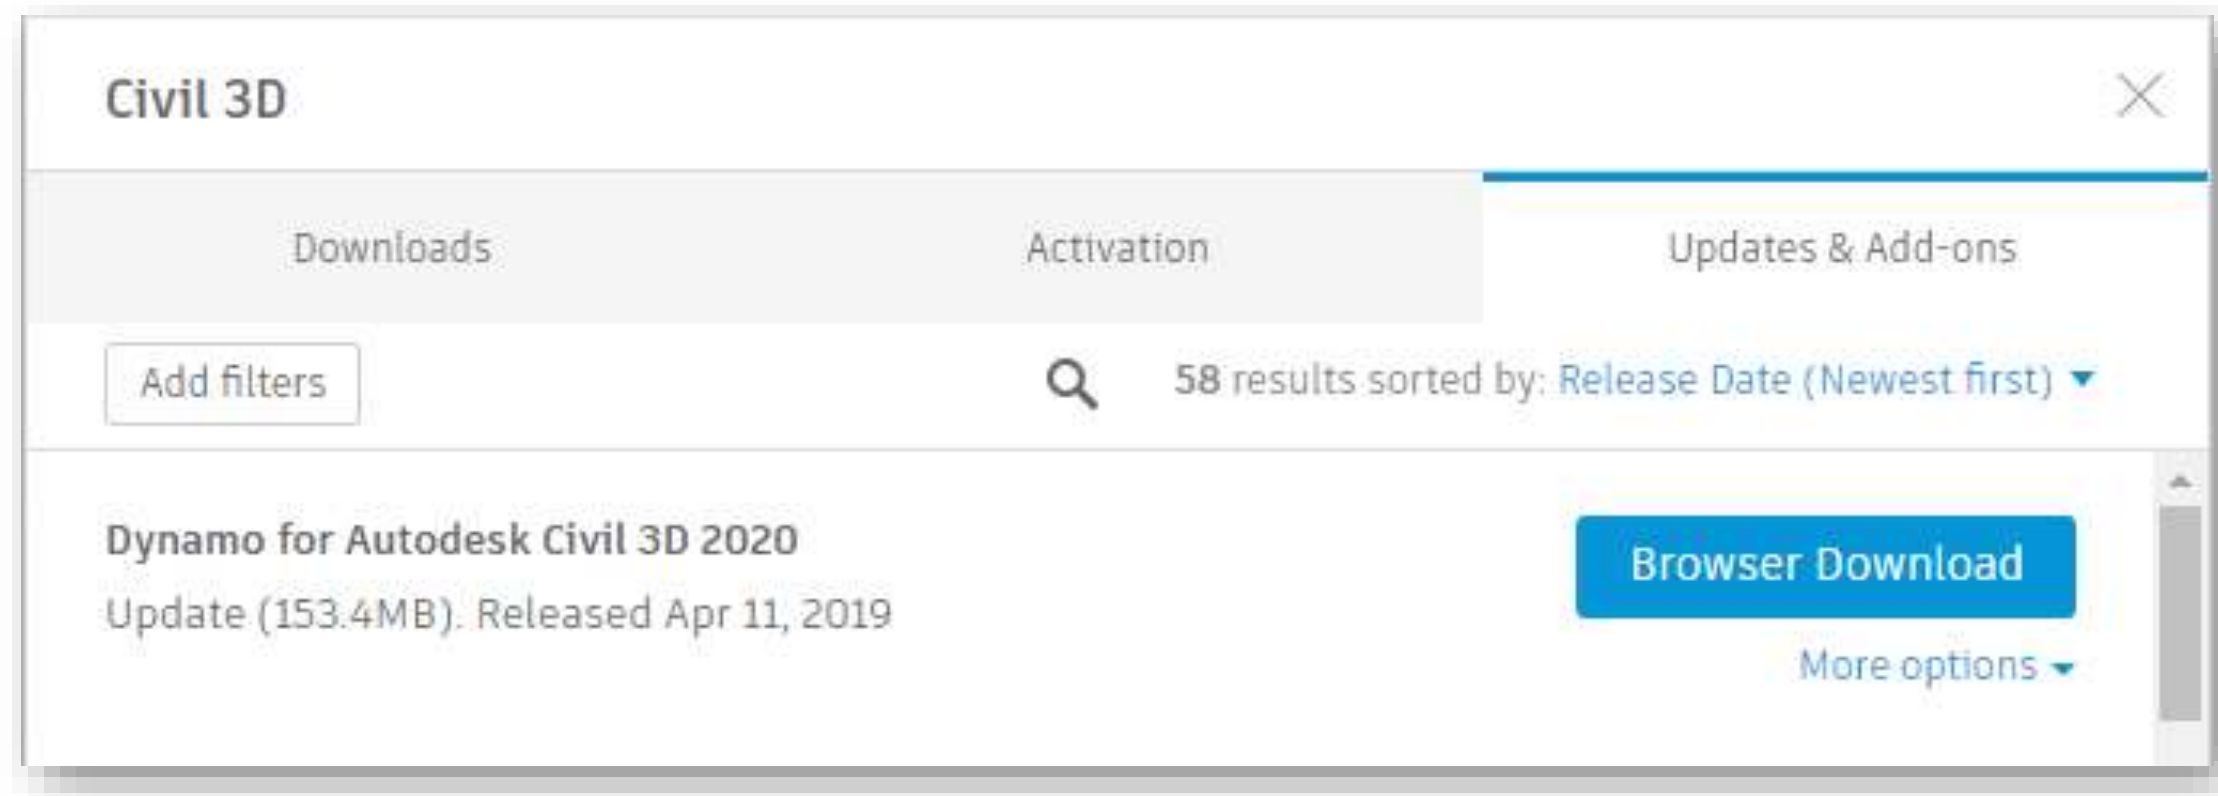 Civil 3D
Downloads Activation Updates & Add-ons
Add filters 58 results sorted by: Release Date (Newest first)
Dynamo for Autodesk Civil 3D 2020
Browser Download
Update (153.4MB). Released Apr 11, 2019
More options